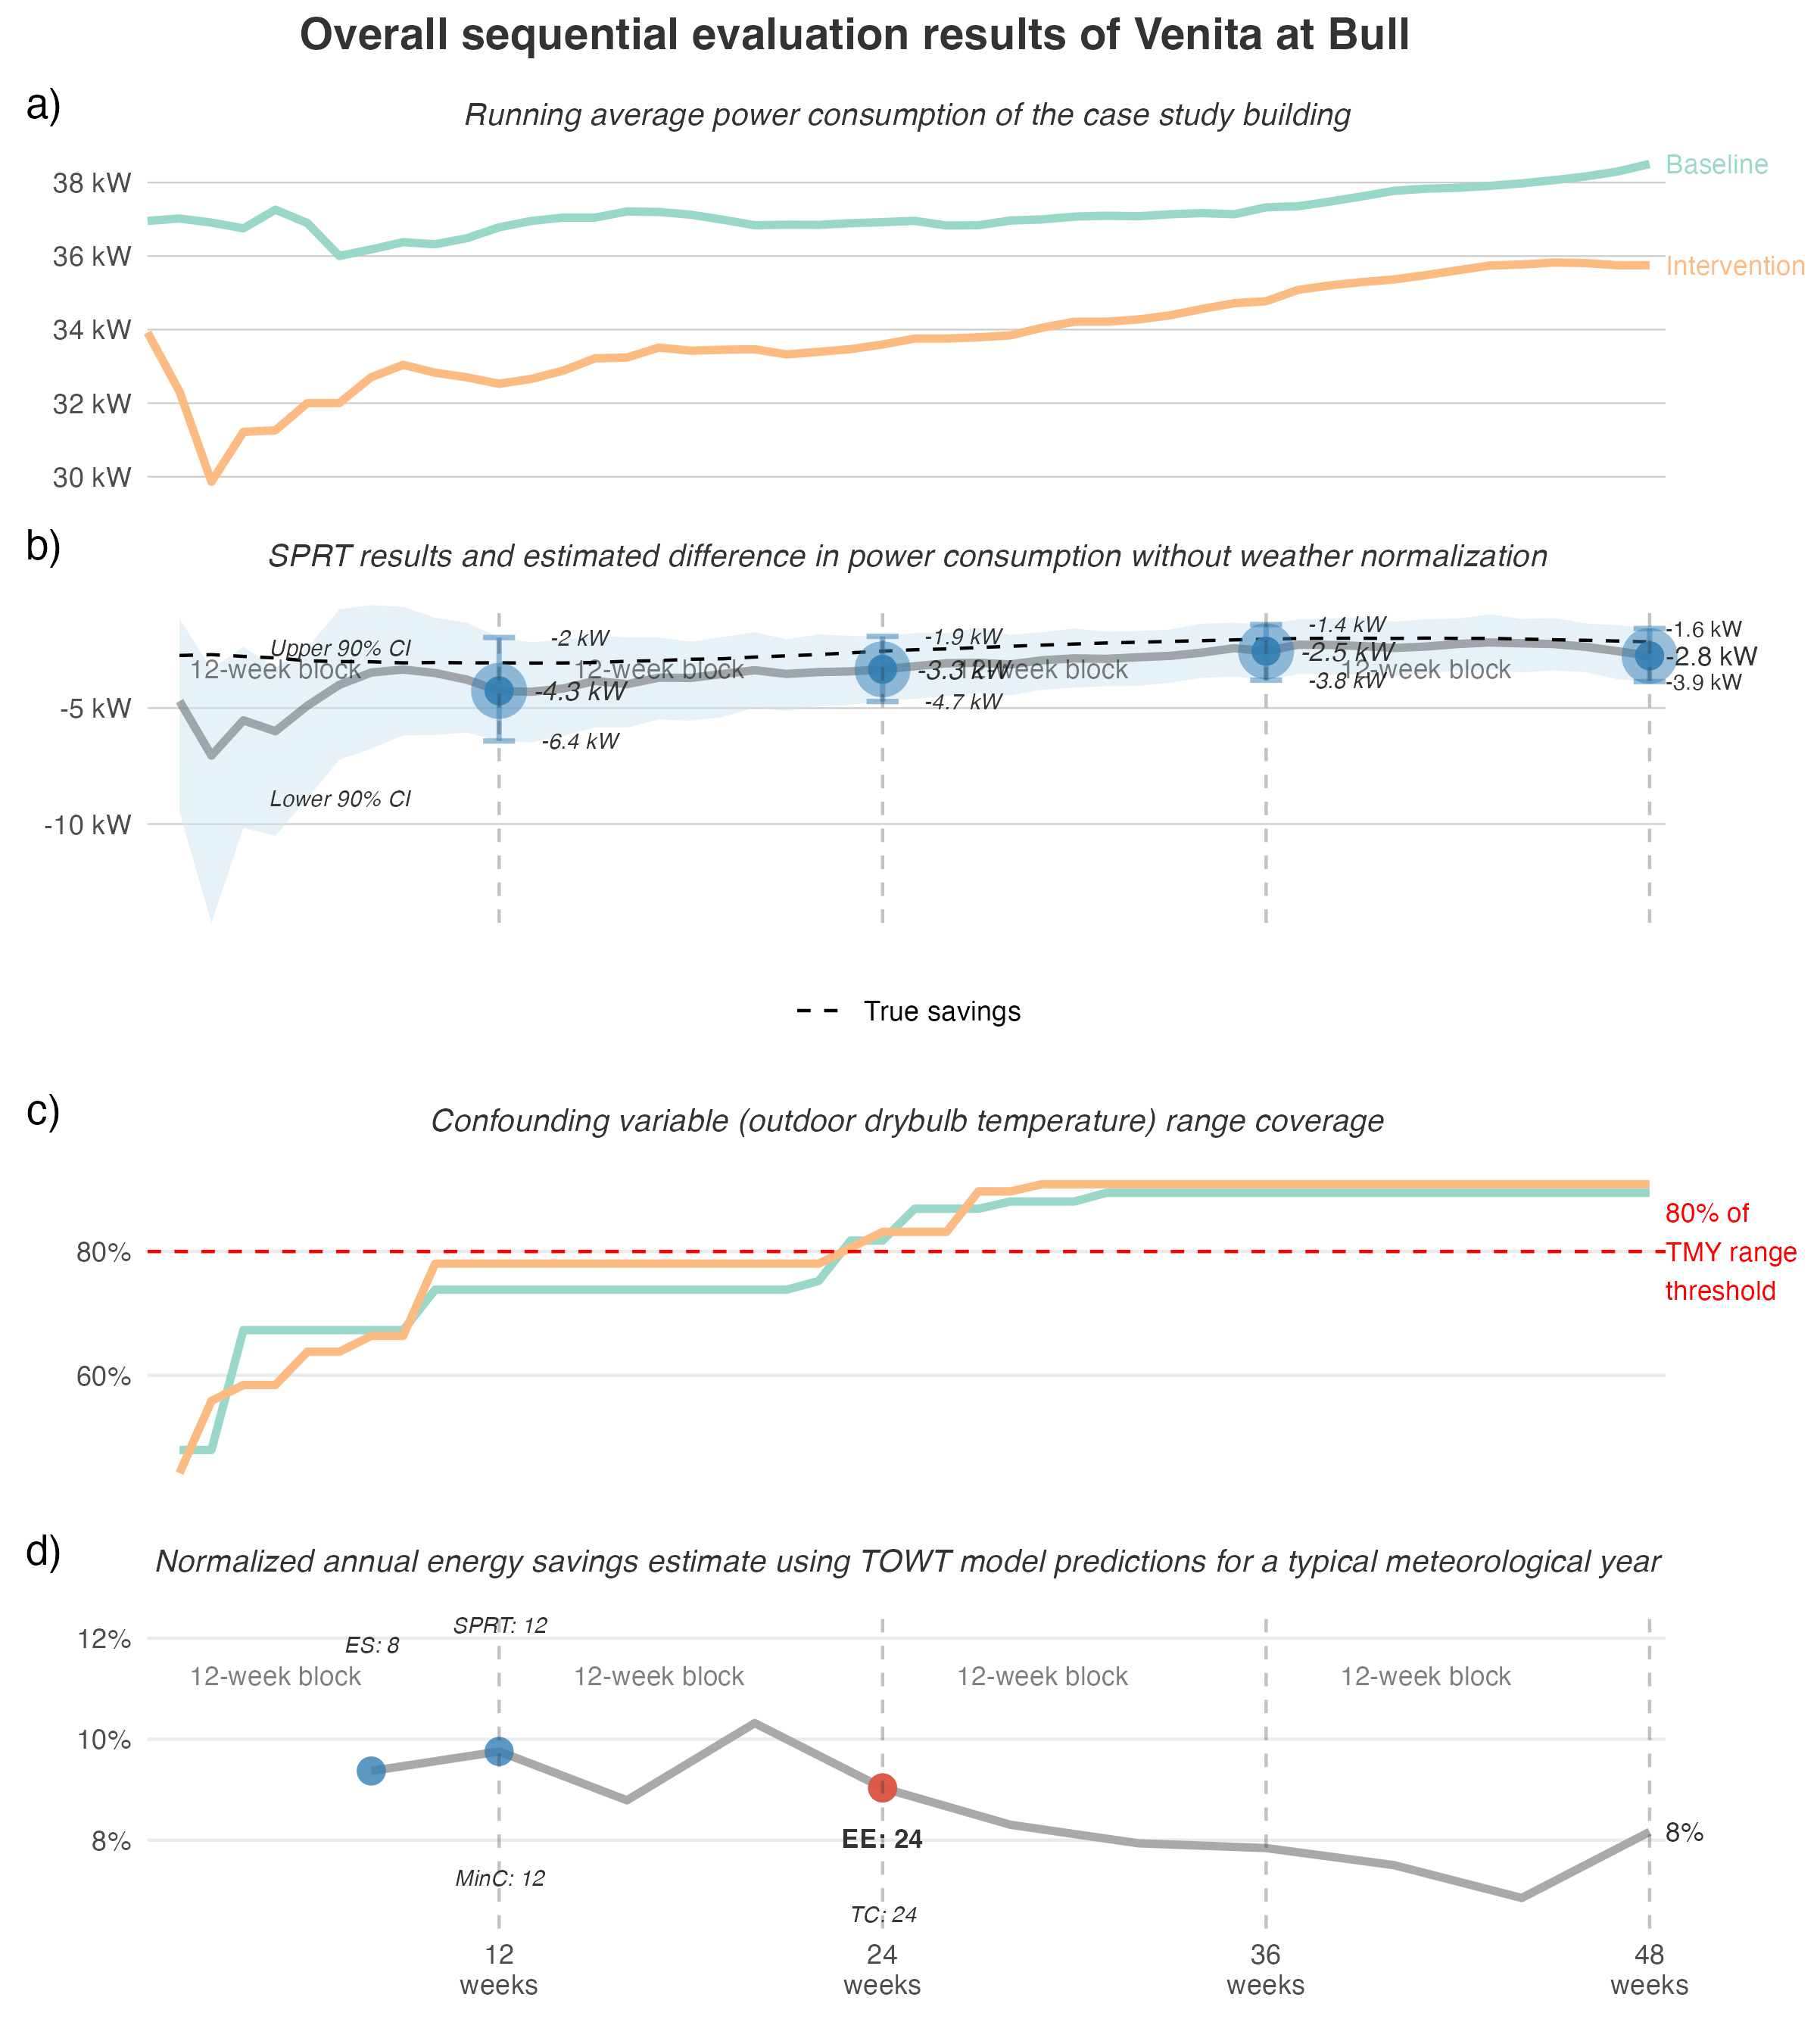 Overall sequential evaluation results of Venita at Bull
a)
Running average power consumption of the case study building
38 kW
36 kW
34 kW
32 kW
30 kW
Baseline
Intervention
b)
SPRT results and estimated difference in power consumption without weather normalization
-5 kW
-10 kW
Upper 90% CI
Lower 90% CI
12-week block
12-week block
12-week block
12-week block
-2 kW
-4.3 kW
-6.4 kW
-1.9 kW
-3.3 kW
-4.7 kW
-1.4 kW
-2.5 kW
-3.8 kW
-1.6 kW
-2.8 kW
-3.9 kW
True savings
c)
Confounding variable (outdoor drybulb temperature) range coverage
80%
60%
80% of
TMY range
threshold
d)
Normalized annual energy savings estimate using TOWT model predictions for a typical meteorological year
12%
10%
8%
ES: 8
SPRT: 12
12-week block
12-week block
12-week block
12-week block
MinC: 12
EE: 24
TC: 24
8%
12
weeks
24
weeks
36
weeks
48
weeks